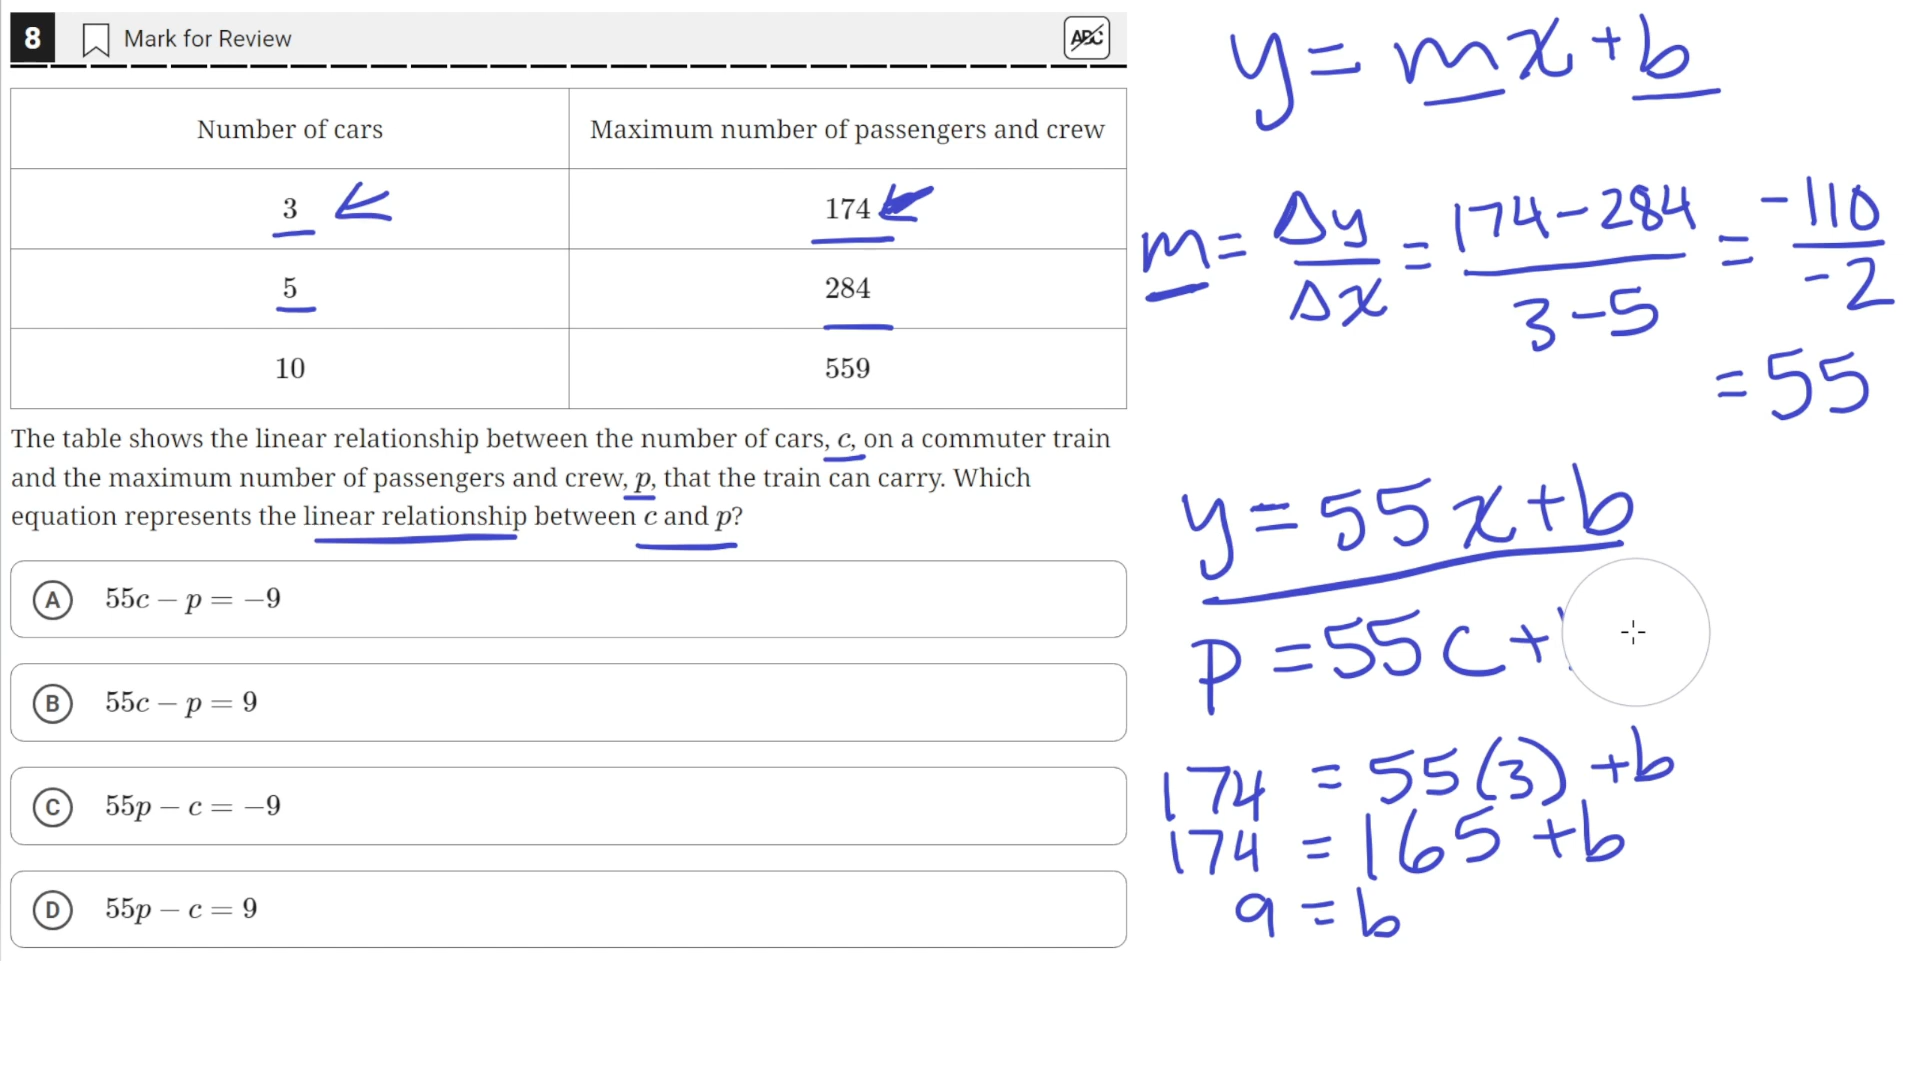 8 Mark for Review ABC
Number of cars Maximum number of passengers and crew
3 174
5 284
10 559
The table shows the linear relationship between the number of cars, c, on a commuter train
and the maximum number of passengers and crew, p, that the train can carry. Which
equation represents the linear relationship between c and p?
A 55c – p = –9
B 55c – p = 9
C 55p – c = –9
D 55p – c = 9
y = mx + b
m = Δy/Δx = (174 – 284)/(3 – 5) = –110/–2
= 55
y = 55x + b
p = 55c +
174 = 55(3) + b
174 = 165 + b
9 = b